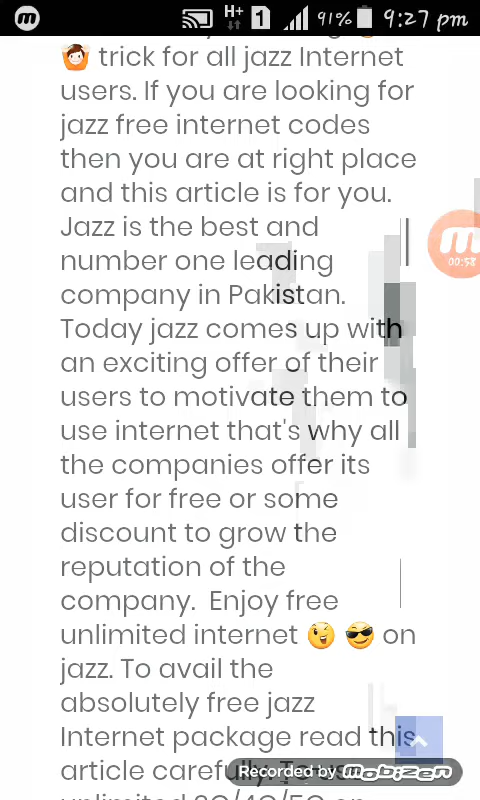 H+ 1 91% 9:27 pm
trick for all jazz Internet
users. If you are looking for
jazz free internet codes
then you are at right place
and this article is for you.
Jazz is the best and
number one leading
company in Pakistan.
Today jazz comes up with
an exciting offer of their
users to motivate them to
use internet that's why all
the companies offer its
user for free or some
discount to grow the
reputation of the
company. Enjoy free
unlimited internet 😜 😎 on
jazz. To avail the
absolutely free jazz
Internet package read this
article carefully.
Recorded by mobizen
00:58